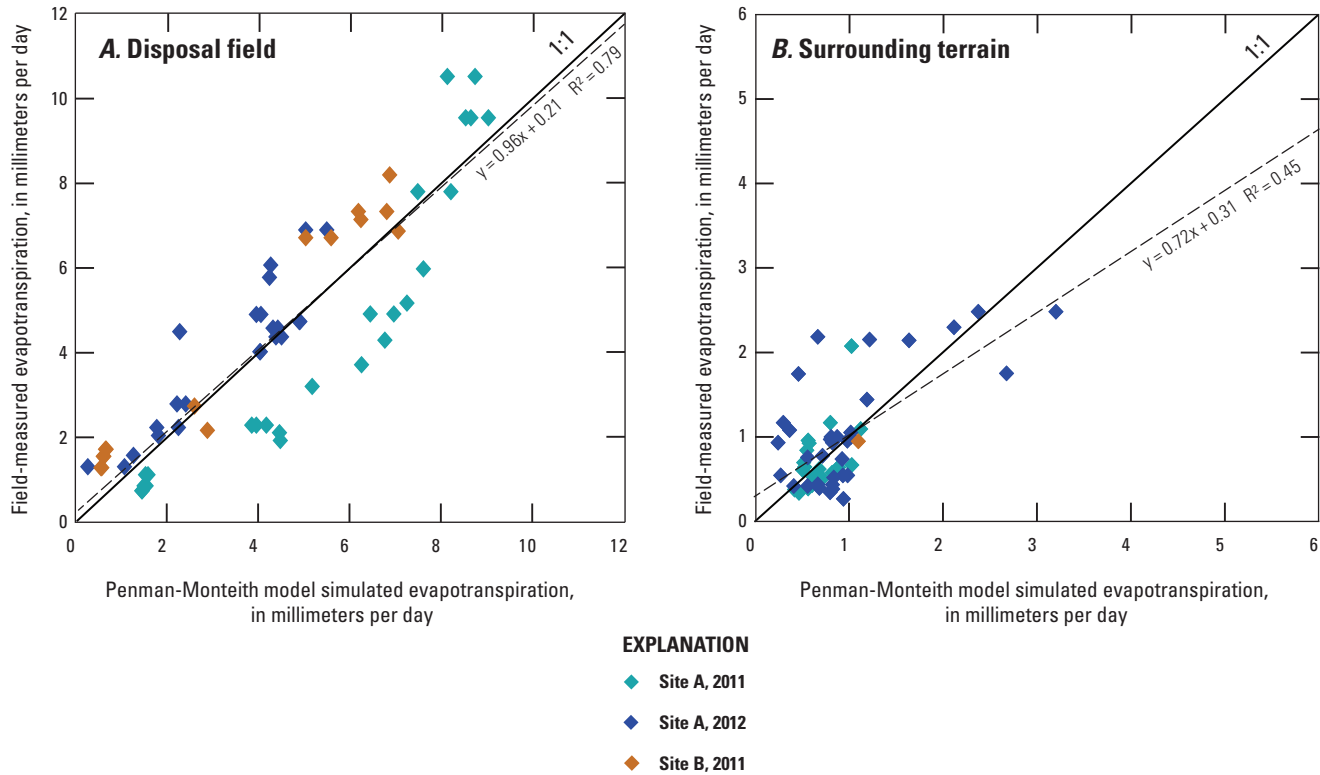 A. Disposal field
1:1
y = 0.96x + 0.21 R² = 0.79
Field-measured evapotranspiration, in millimeters per day
12
10
8
6
4
2
0
0 2 4 6 8 10 12
Penman-Monteith model simulated evapotranspiration,
in millimeters per day
B. Surrounding terrain
1:1
y = 0.72x + 0.31 R² = 0.45
Field-measured evapotranspiration, in millimeters per day
6
5
4
3
2
1
0
0 1 2 3 4 5 6
Penman-Monteith model simulated evapotranspiration,
in millimeters per day
EXPLANATION
Site A, 2011
Site A, 2012
Site B, 2011